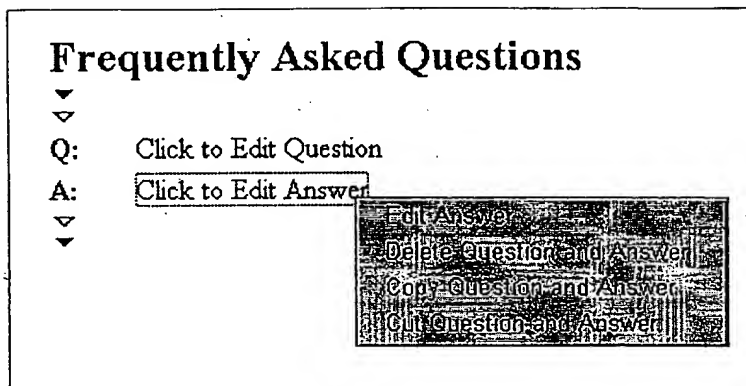 Frequently Asked Questions
Q: Click to Edit Question
A: Click to Edit Answer
Edit Answer
Delete Question and Answer
Copy Question and Answer
Cut Question and Answer